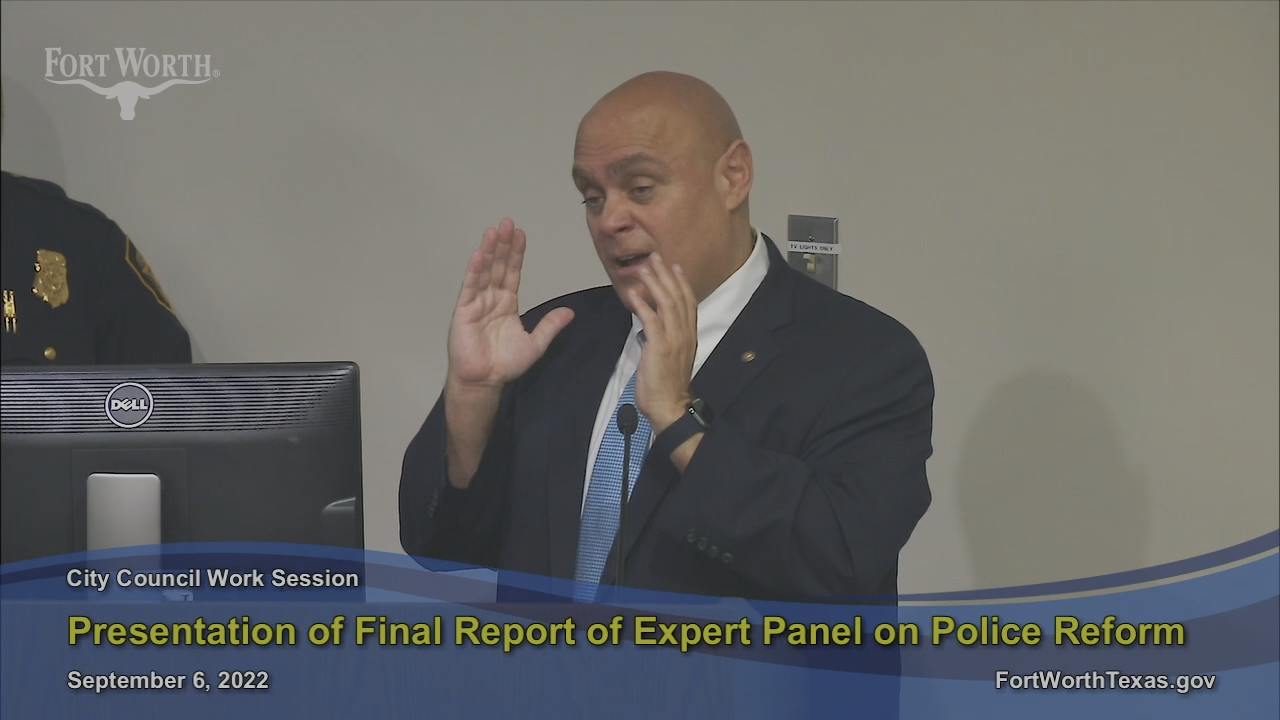 FORT WORTH®
TV LIGHTS ONLY
DELL
City Council Work Session
Presentation of Final Report of Expert Panel on Police Reform
September 6, 2022
FortWorthTexas.gov